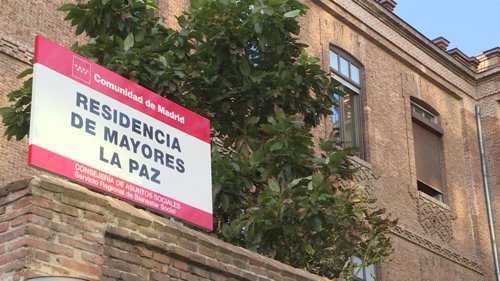 Comunidad de Madrid
RESIDENCIA
DE MAYORES
LA PAZ
CONSEJERÍA DE ASUNTOS SOCIALES
Servicio Regional de Bienestar Social